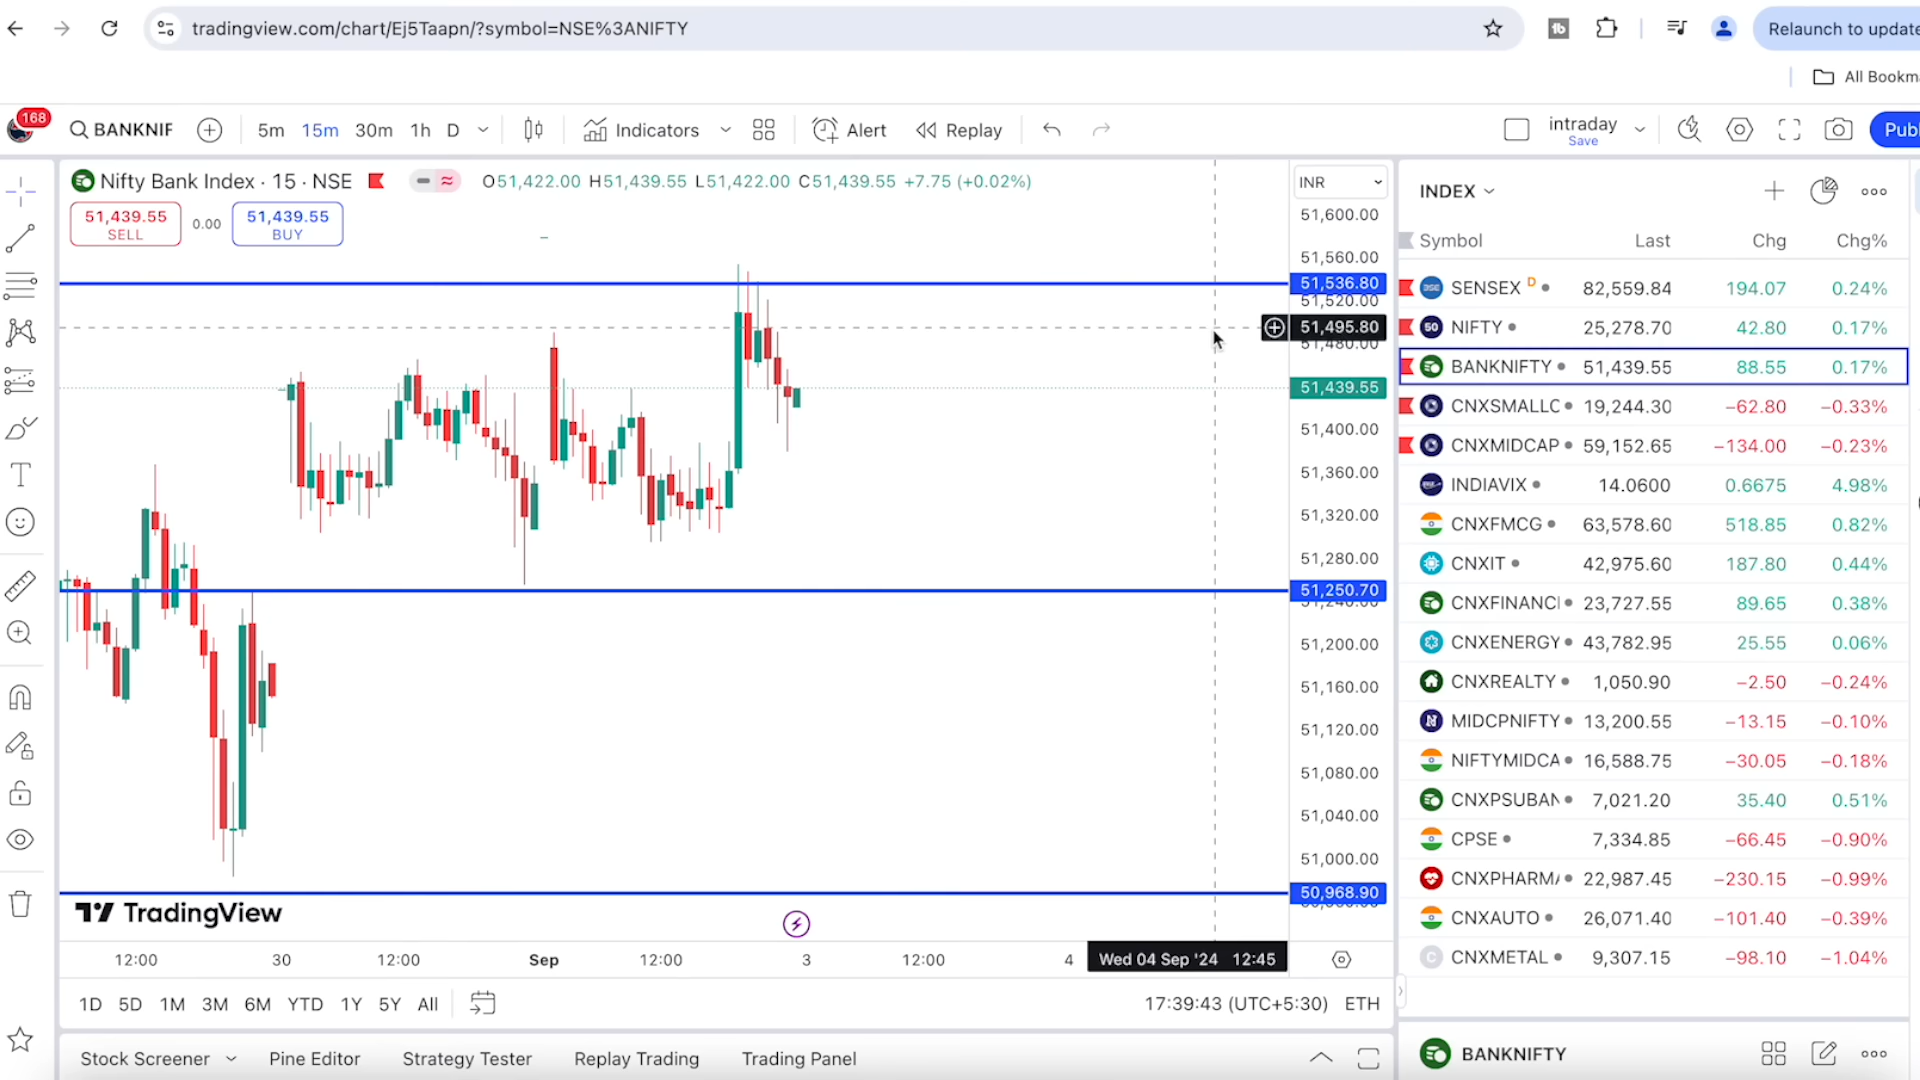 tradingview.com/chart/Ej5Taapn/?symbol=NSE%3ANIFTY
Relaunch to update
All Bookma
168
BANKNIF
5m 15m 30m 1h D Indicators Alert Replay
intraday
Save
Publ
Nifty Bank Index · 15 · NSE
O51,422.00 H51,439.55 L51,422.00 C51,439.55 +7.75 (+0.02%)
51,439.55
SELL
0.00
51,439.55
BUY
INR
51,600.00
51,560.00
51,536.80
51,520.00
51,495.80
51,480.00
51,439.55
51,400.00
51,360.00
51,320.00
51,280.00
51,250.70
51,240.00
51,200.00
51,160.00
51,120.00
51,080.00
51,040.00
51,000.00
50,968.90
TradingView
12:00 30 12:00 Sep 12:00 3 12:00 4 Wed 04 Sep '24 12:45
1D 5D 1M 3M 6M YTD 1Y 5Y All
17:39:43 (UTC+5:30) ETH
Stock Screener Pine Editor Strategy Tester Replay Trading Trading Panel
INDEX
Symbol Last Chg Chg%
SENSEX D 82,559.84 194.07 0.24%
50 NIFTY 25,278.70 42.80 0.17%
BANKNIFTY 51,439.55 88.55 0.17%
CNXSMALLC 19,244.30 −62.80 −0.33%
CNXMIDCAP 59,152.65 −134.00 −0.23%
INDIAVIX 14.0600 0.6675 4.98%
CNXFMCG 63,578.60 518.85 0.82%
CNXIT 42,975.60 187.80 0.44%
CNXFINANCI 23,727.55 89.65 0.38%
CNXENERGY 43,782.95 25.55 0.06%
CNXREALTY 1,050.90 −2.50 −0.24%
MIDCPNIFTY 13,200.55 −13.15 −0.10%
NIFTYMIDCA 16,588.75 −30.05 −0.18%
CNXPSUBAN 7,021.20 35.40 0.51%
CPSE 7,334.85 −66.45 −0.90%
CNXPHARMA 22,987.45 −230.15 −0.99%
CNXAUTO 26,071.40 −101.40 −0.39%
C CNXMETAL 9,307.15 −98.10 −1.04%
BANKNIFTY